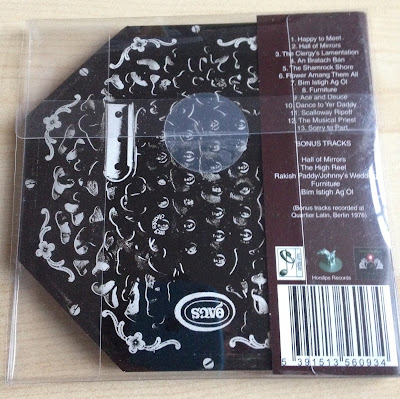 1. Happy to Meet
2. Hall of Mirrors
3. The Clergy's Lamentation
4. An Bratach Bán
5. The Shamrock Shore
6. Flower Amang Them All
7. Bím Istigh Ag Ól
8. Furniture
9. Ace and Deuce
10. Dance to Yer Daddy
11. Scalloway Ripoff
12. The Musical Priest
13. Sorry to Part
BONUS TRACKS
Hall of Mirrors
The High Reel
Rakish Paddy\Johnny's Wedding
Furniture
Bím Istigh Ag Ól
(Bonus tracks recorded at
Quartier Latin, Berlin 1976)
Horslips Records
5 391513 560934